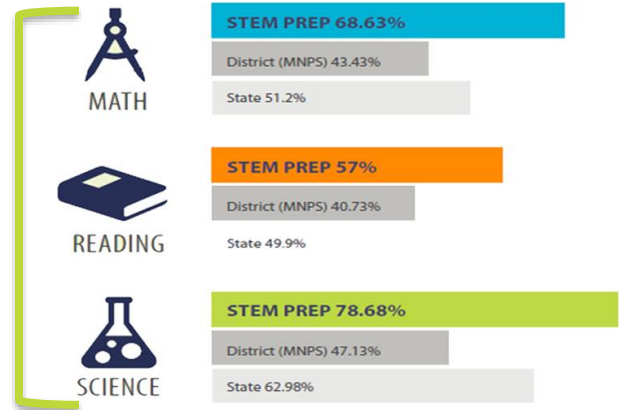 MATH
STEM PREP 68.63%
District (MNPS) 43.43%
State 51.2%
READING
STEM PREP 57%
District (MNPS) 40.73%
State 49.9%
SCIENCE
STEM PREP 78.68%
District (MNPS) 47.13%
State 62.98%